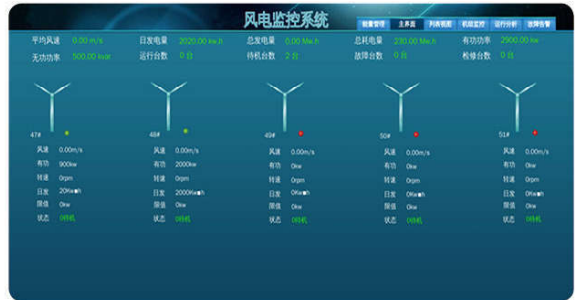 风电监控系统
能量管理 主界面 列表视图 机组监控 运行分析 故障告警
平均风速 0.00 m/s 日发电量 2020.00 kw.h 总发电量 0.00 Mw.h 总耗电量 230.00 Mw.h 有功功率 2900.00 kw
无功功率 500.00 kvar 运行台数 0 台 待机台数 2 台 故障台数 0 台 检修台数 0 台
47# 48# 49# 50# 51#
风速 0.00m/s 风速 0.00m/s 风速 0.00m/s 风速 0.00m/s 风速 0.00m/s
有功 900kw 有功 2000kw 有功 0kw 有功 0kw 有功 0kw
转速 0rpm 转速 0rpm 转速 0rpm 转速 0rpm 转速 0rpm
日发 20Kw■h 日发 2000Kw■h 日发 0Kw■h 日发 0Kw■h 日发 0Kw■h
限值 0kw 限值 0kw 限值 0kw 限值 0kw 限值 0kw
状态 0待机 状态 0待机 状态 0待机 状态 0待机 状态 0待机